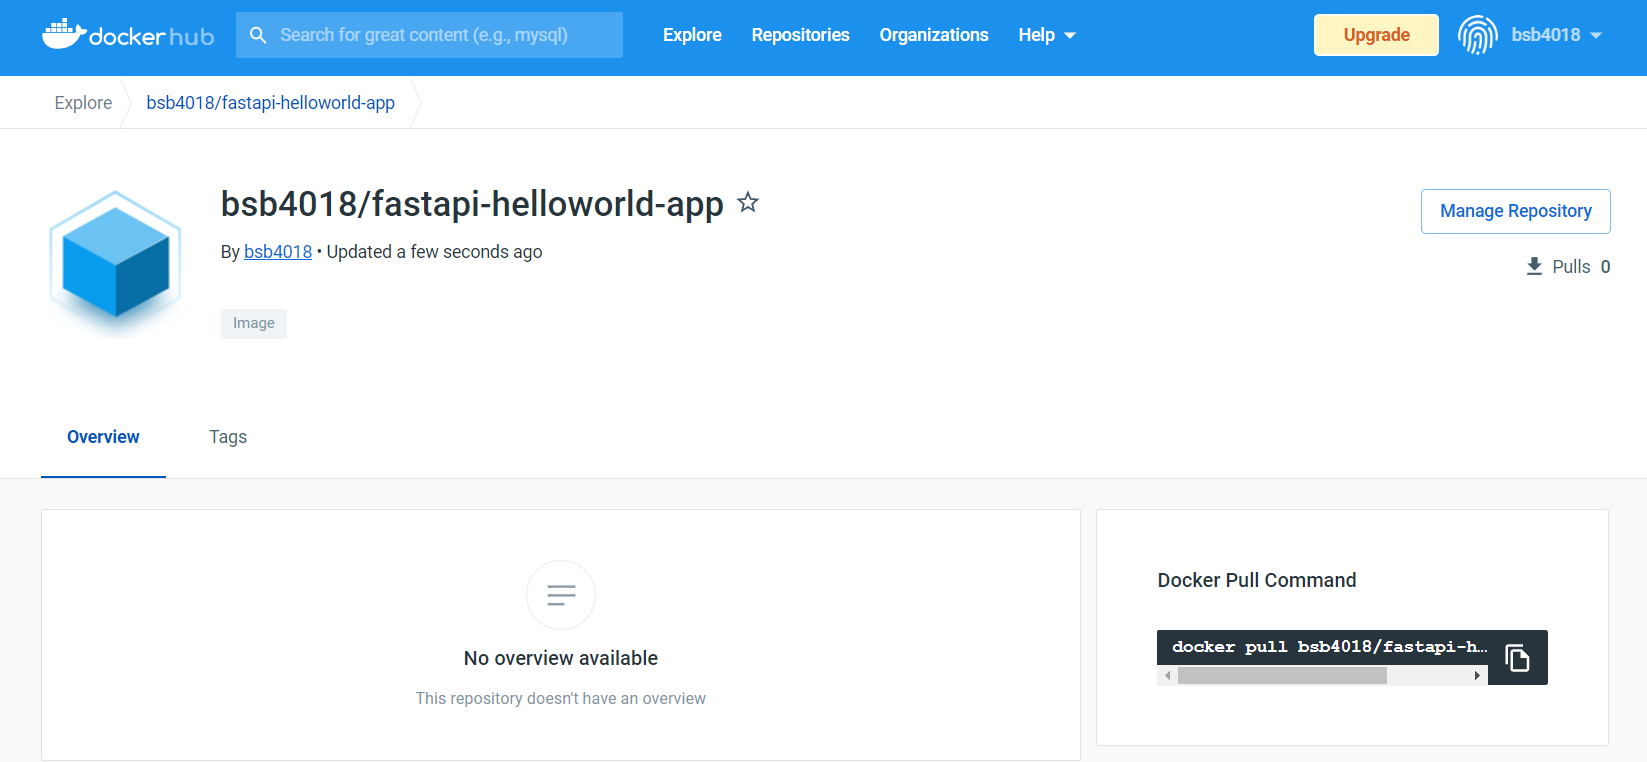 docker hub Search for great content (e.g., mysql) Explore Repositories Organizations Help Upgrade bsb4018
Explore bsb4018/fastapi-helloworld-app
bsb4018/fastapi-helloworld-app
Manage Repository
By bsb4018 • Updated a few seconds ago
Pulls 0
Image
Overview Tags
Docker Pull Command
docker pull bsb4018/fastapi-h…
No overview available
This repository doesn't have an overview